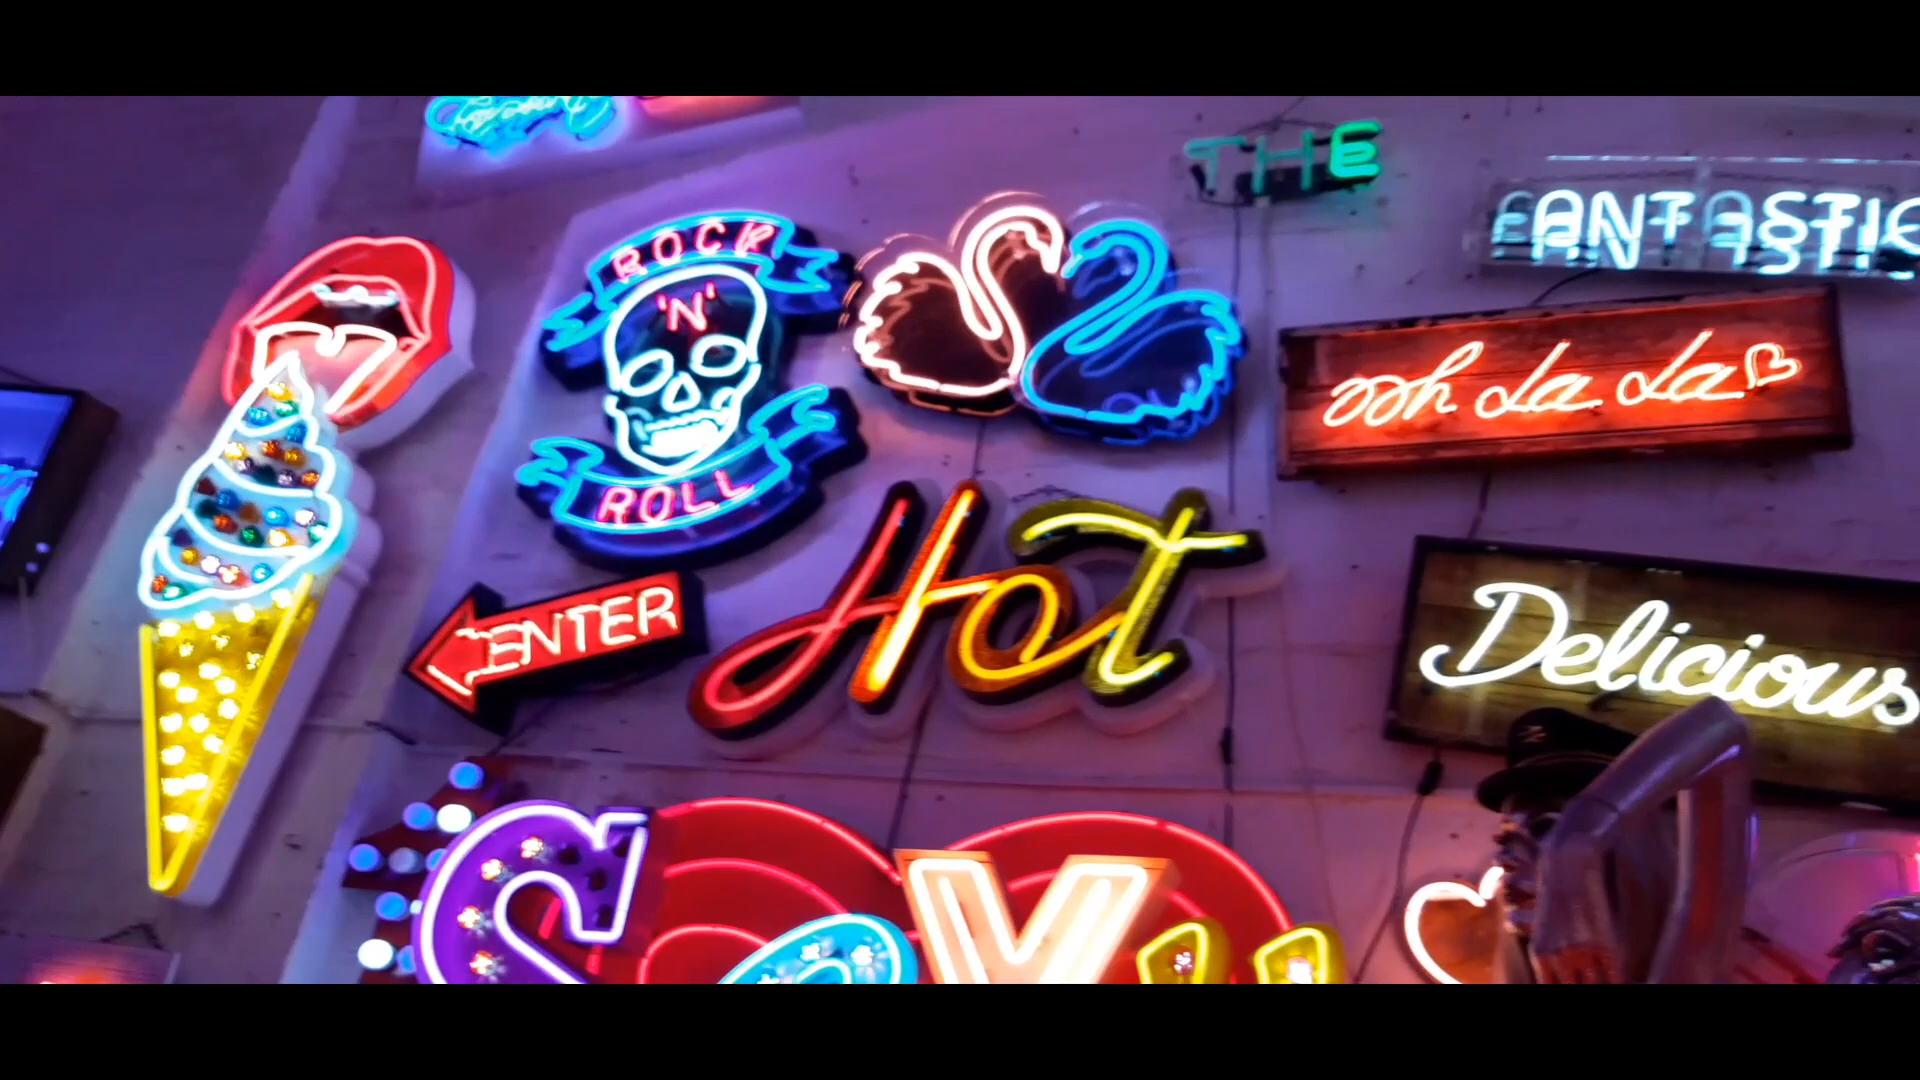 THE
FANTASTIC
ROCK
'N'
ROLL
ooh La La
Hot
ENTER
Delicious